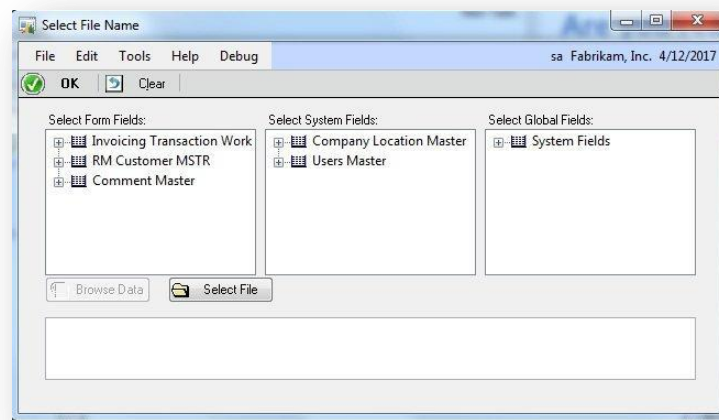 Select File Name
File Edit Tools Help Debug sa Fabrikam, Inc. 4/12/2017
OK Clear
Select Form Fields: Select System Fields: Select Global Fields:
Invoicing Transaction Work Company Location Master System Fields
RM Customer MSTR Users Master
Comment Master
Browse Data Select File